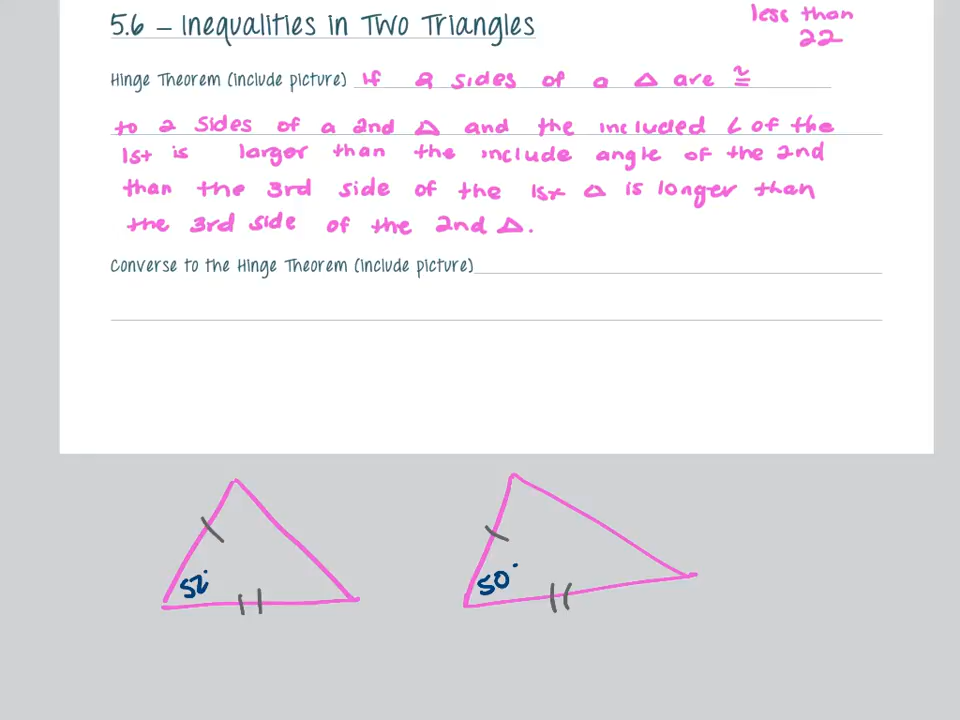 less than
22
5.6 – Inequalities in Two Triangles
Hinge Theorem (include picture) If 2 sides of a Δ are ≅
to 2 sides of a 2nd Δ and the included ∠ of the
1st is larger than the include angle of the 2nd
than the 3rd side of the 1st Δ is longer than
the 3rd side of the 2nd Δ.
Converse to the Hinge Theorem (include picture)
52°
50°